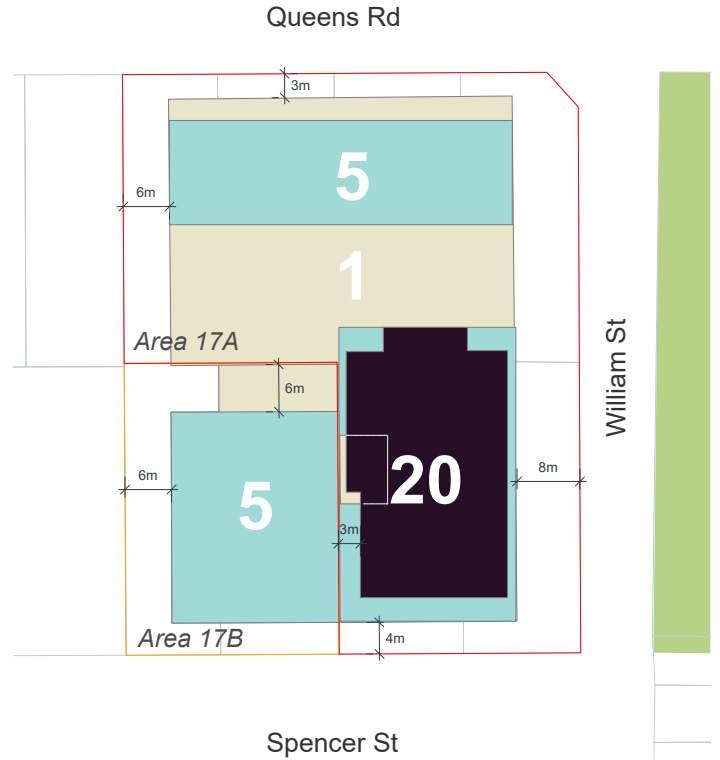 Queens Rd
3m
5
6m
1
Area 17A
William St
6m
6m
8m
20
5
3m
Area 17B
4m
Spencer St